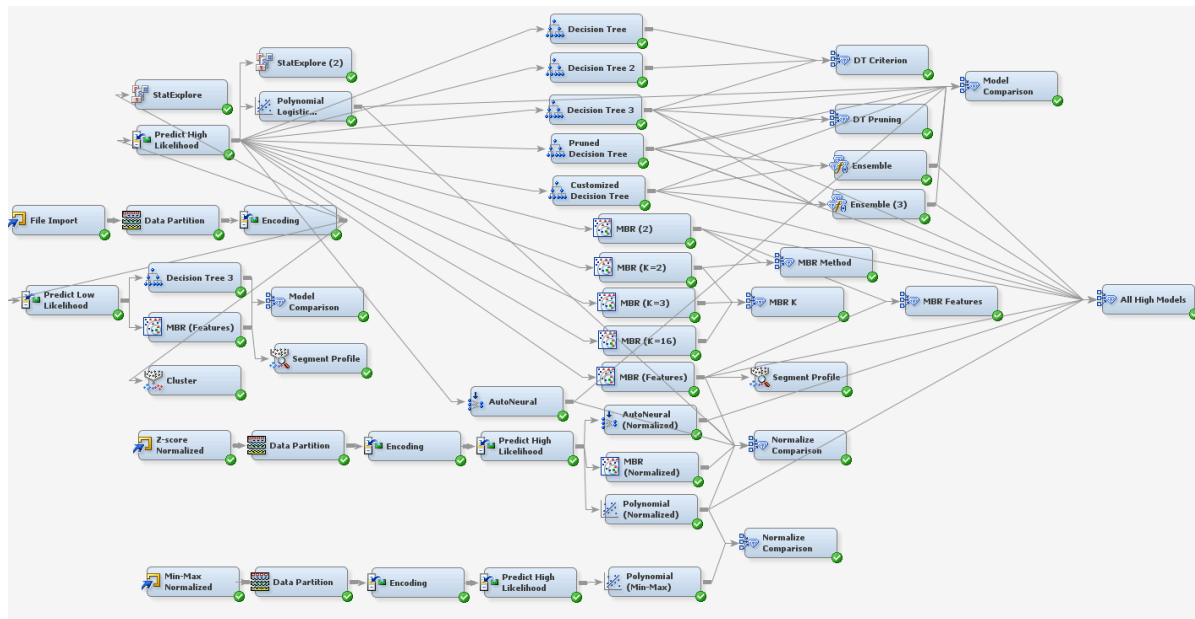 Decision Tree
StatExplore (2)
DT Criterion
Decision Tree 2
Model
Comparison
StatExplore
Polynomial
Logistic...
Decision Tree 3
DT Pruning
Predict High
Likelihood
Pruned
Decision Tree
Ensemble
Customized
Decision Tree
Ensemble (3)
File Import
Data Partition
Encoding
MBR (2)
MBR Method
MBR (K=2)
Decision Tree 3
Predict Low
Likelihood
Model
Comparison
MBR (K=3)
MBR K
MBR Features
All High Models
MBR (Features)
MBR (K=16)
Segment Profile
Cluster
MBR (Features)
Segment Profile
AutoNeural
AutoNeural
(Normalized)
Z-score
Normalized
Data Partition
Encoding
Predict High
Likelihood
Normalize
Comparison
MBR
(Normalized)
Polynomial
(Normalized)
Normalize
Comparison
Min-Max
Normalized
Data Partition
Encoding
Predict High
Likelihood
Polynomial
(Min-Max)